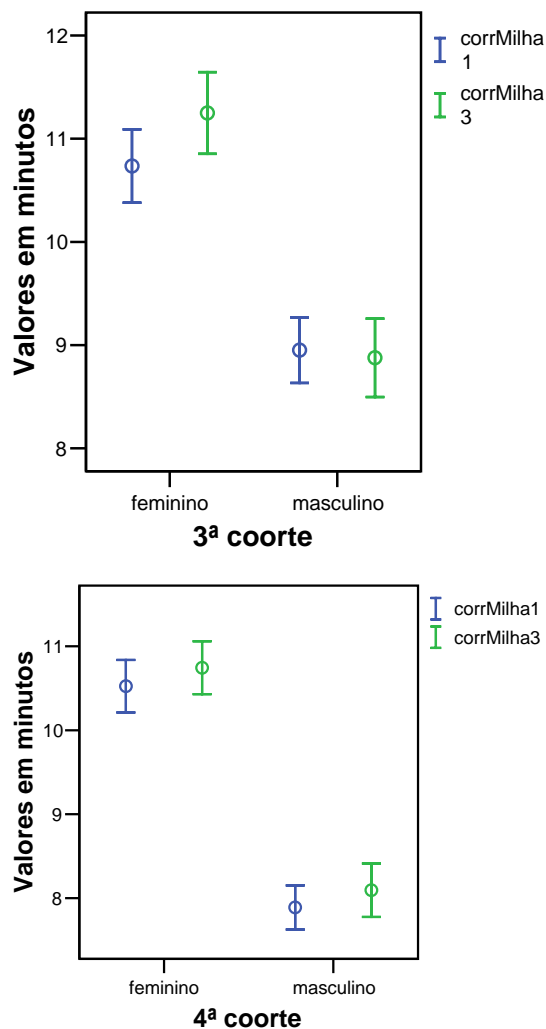 12
11
10
9
8
Valores em minutos
corrMilha
1
corrMilha
3
feminino
masculino
3ª coorte
11
10
9
8
Valores em minutos
corrMilha1
corrMilha3
feminino
masculino
4ª coorte